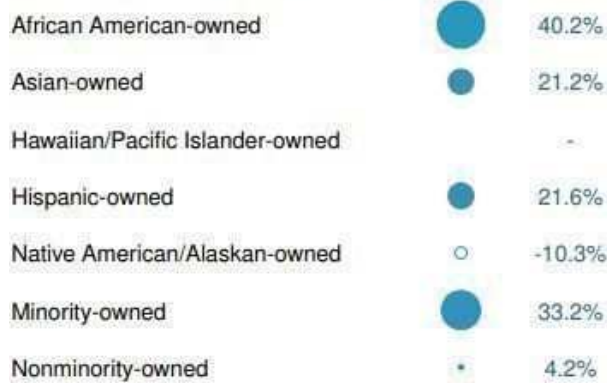 African American-owned 40.2%
Asian-owned 21.2%
Hawaiian/Pacific Islander-owned -
Hispanic-owned 21.6%
Native American/Alaskan-owned -10.3%
Minority-owned 33.2%
Nonminority-owned 4.2%